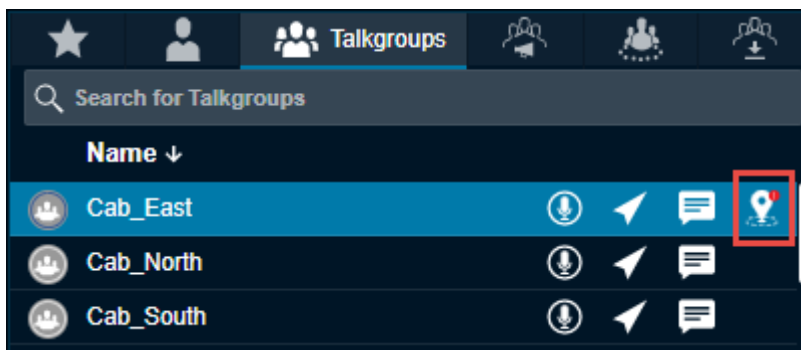 Talkgroups
Search for Talkgroups
Name ↓
Cab_East
Cab_North
Cab_South